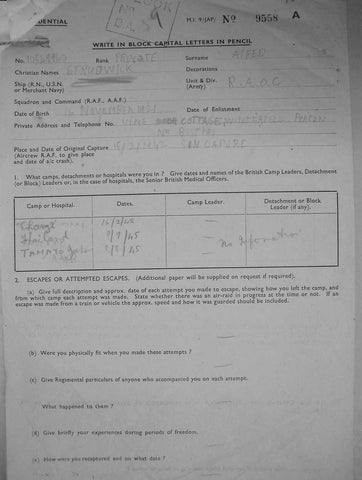 DENTIAL
M.I. 9/JAP/ No 9558 A
WRITE IN BLOCK CAPITAL LETTERS IN PENCIL
No. Rank PRIVATE Surname ALFED
Christian Names STRUDWICK Decorations
Ship (R.N., U.S.N. or Merchant Navy) Unit & Div. (Army) R.A.O.C
Squadron and Command (R.A.F., A.A.F.)
Date of Birth NOVEMBER Date of Enlistment
Private Address and Telephone No. VINE COTTAGE,
Place and Date of Original Capture 15/2/1942
(Aircrew R.A.F. to give place
and date of a/c crash).
1. What camps, detachments or hospitals were you in ? Give dates and names of the British Camp Leaders, Detachment
(or Block) Leaders or, in the case of hospitals, the Senior British Medical Officers.
Camp or Hospital. Dates. Camp Leader. Detachment or Block Leader (if any).
Changi
Thailand
No Information
2. ESCAPES OR ATTEMPTED ESCAPES. (Additional paper will be supplied on request if required).
(a) Give full description and approx. date of each attempt you made to escape, showing how you left the camp, and
from which camp each attempt was made. State whether there was an air-raid in progress at the time or not. If an
escape was made from a train or vehicle the approx. speed and how it was guarded should be included.
(b) Were you physically fit when you made these attempts ?
(c) Give Regimental particulars of anyone who accompanied you on each attempt.
What happened to them ?
(d) Give briefly your experiences during periods of freedom.
(e) How were you recaptured and on what date ?